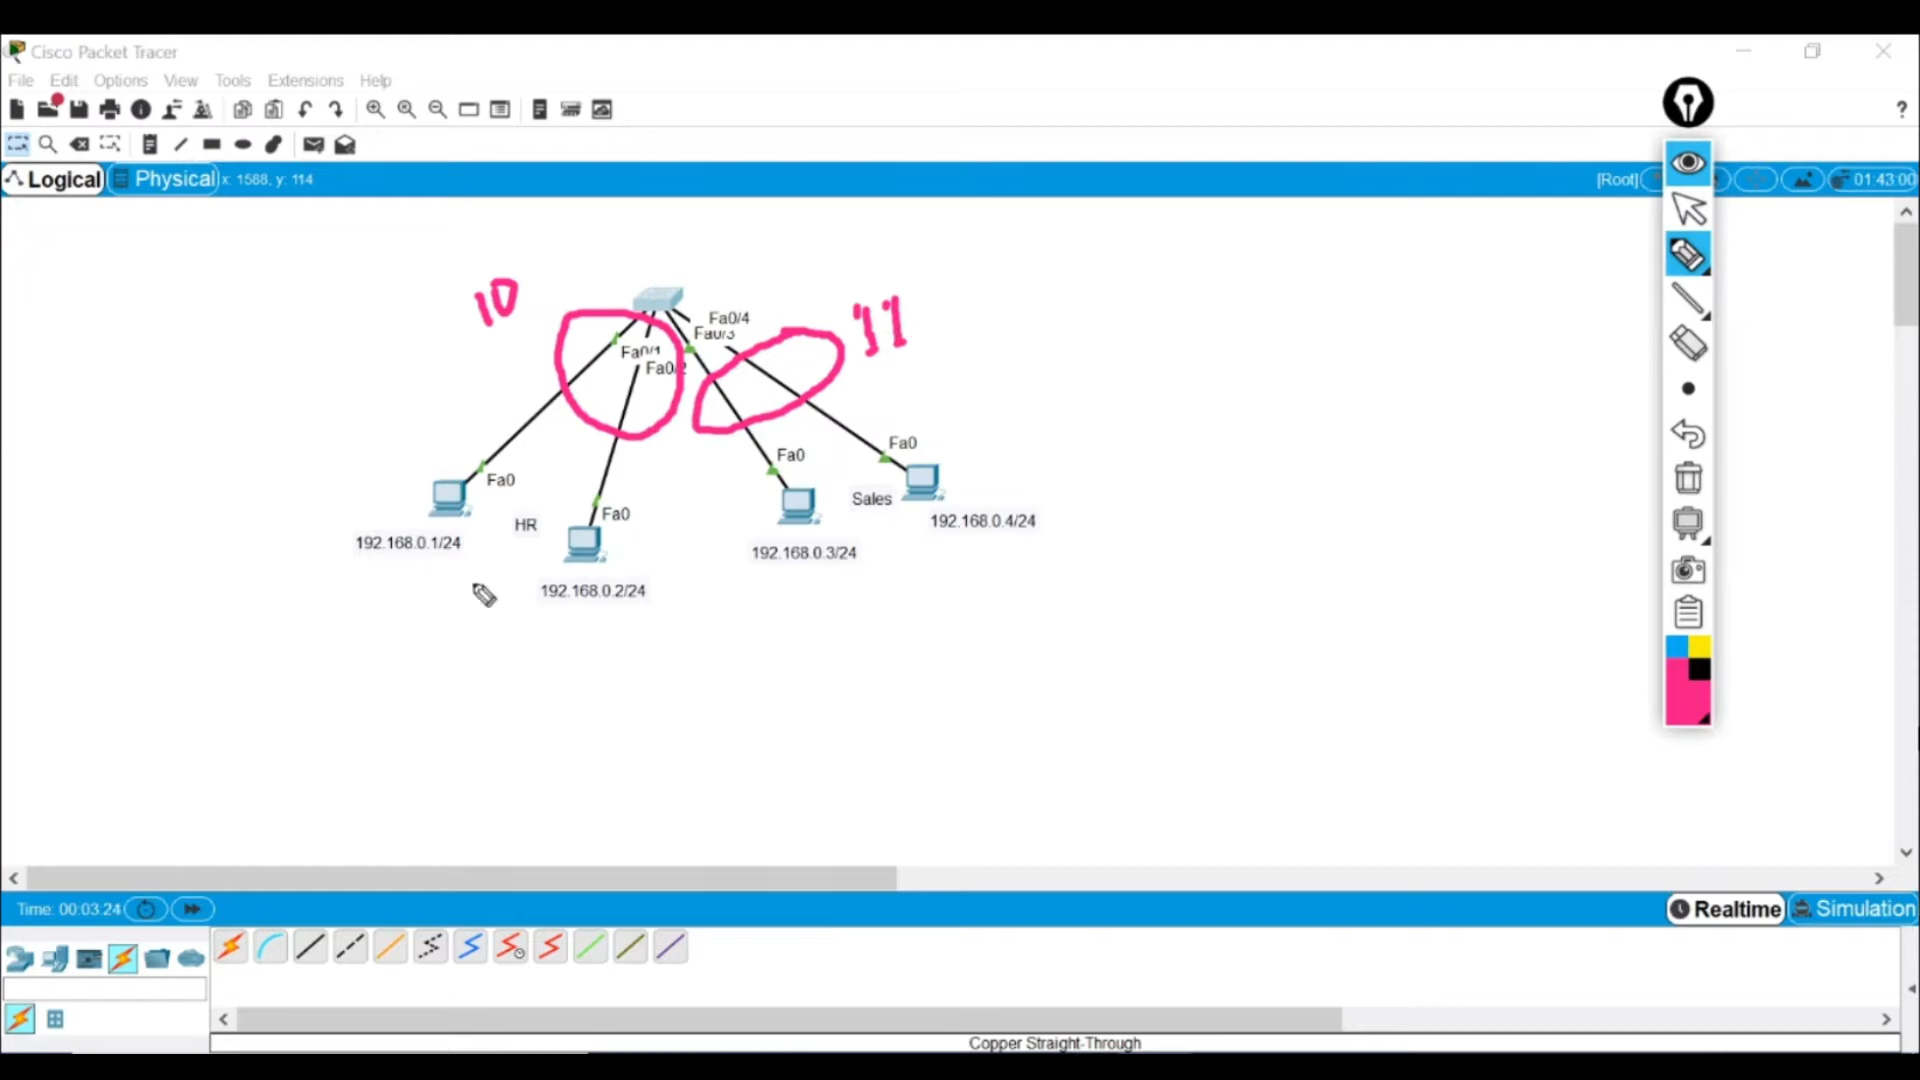 Cisco Packet Tracer
File Edit Options View Tools Extensions Help
?
Logical Physical x: 1588, y: 114 [Root] 01:43:00
10
11
Fa0/4
Fa0/3
Fa0/1
Fa0/2
Fa0
Fa0
Fa0
Fa0
HR
Sales
192.168.0.1/24
192.168.0.2/24
192.168.0.3/24
192.168.0.4/24
Time: 00:03:24 Realtime Simulation
Copper Straight-Through